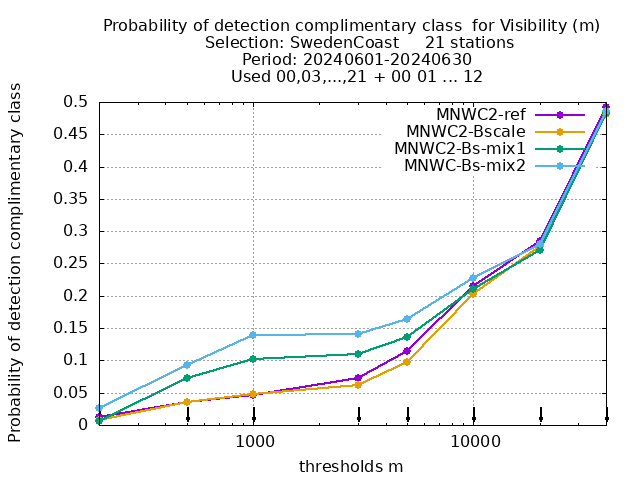 Probability of detection complimentary class  for Visibility (m)
Selection: SwedenCoast     21 stations
Period: 20240601-20240630
Used 00,03,...,21 + 00 01 ... 12
Probability of detection complimentary class
0.5
0.45
0.4
0.35
0.3
0.25
0.2
0.15
0.1
0.05
0
MNWC2-ref
MNWC2-Bscale
MNWC2-Bs-mix1
MNWC-Bs-mix2
1000
10000
thresholds m